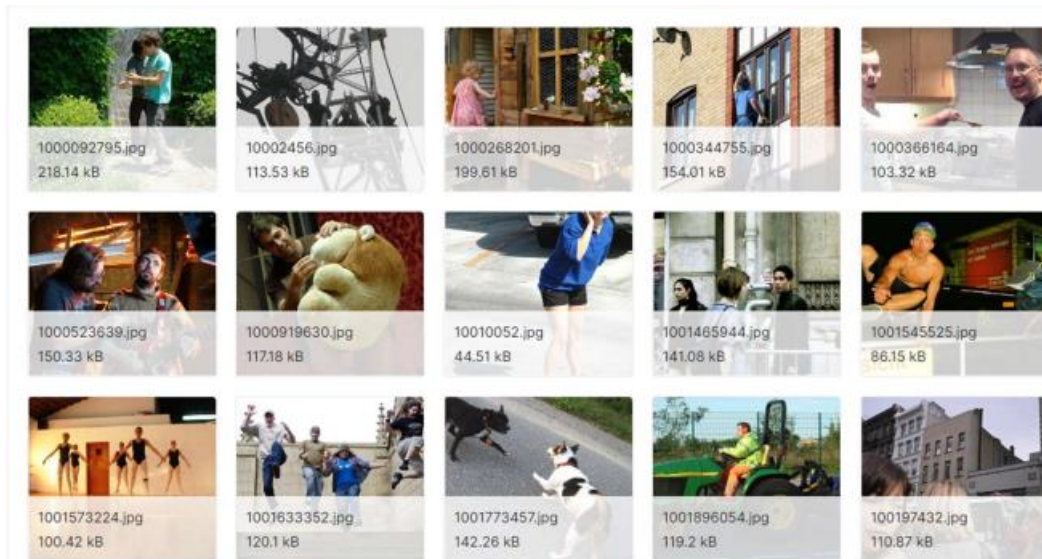 1000092795.jpg
218.14 kB
10002456.jpg
113.53 kB
1000268201.jpg
199.61 kB
1000344755.jpg
154.01 kB
1000366164.jpg
103.32 kB
1000523639.jpg
150.33 kB
1000919630.jpg
117.18 kB
10010052.jpg
44.51 kB
1001465944.jpg
141.08 kB
1001545525.jpg
86.15 kB
1001573224.jpg
100.42 kB
1001633352.jpg
120.1 kB
1001773457.jpg
142.26 kB
1001896054.jpg
119.2 kB
100197432.jpg
110.87 kB